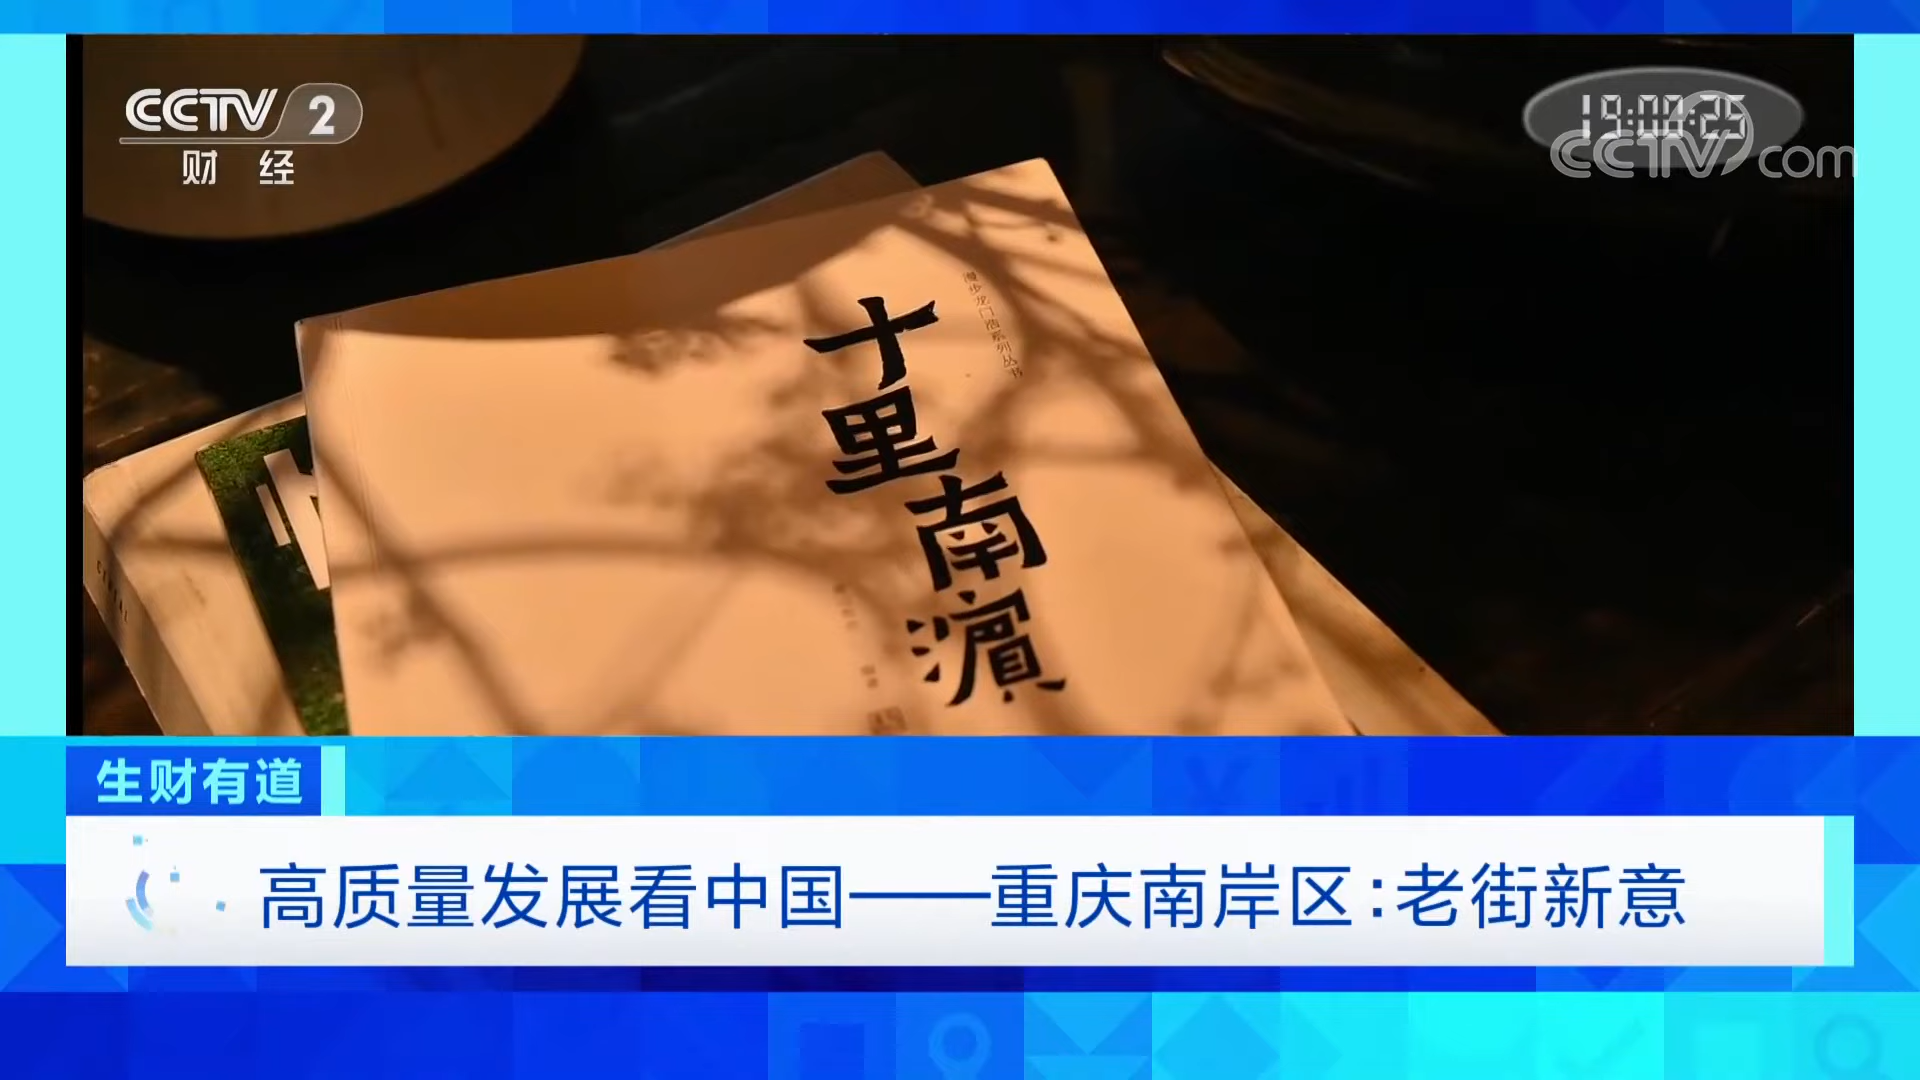 CCTV 2
财经
19:00:25
CCTV com
漫步龙门浩系列丛书
十里南滨
生财有道
高质量发展看中国——重庆南岸区:老街新意